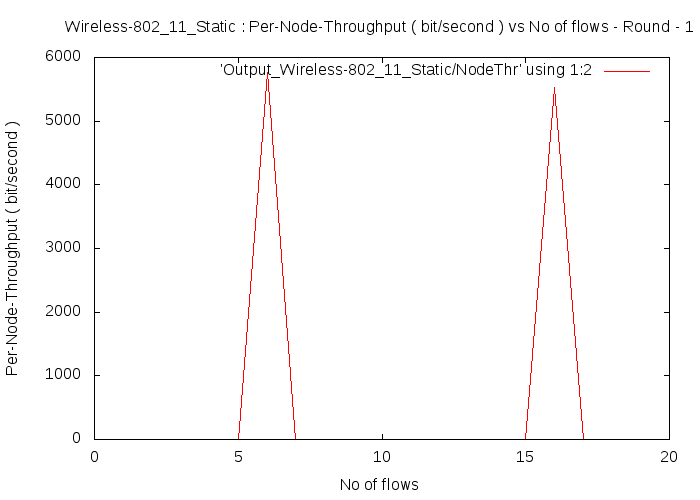 Wireless-802_11_Static : Per-Node-Throughput ( bit/second ) vs No of flows - Round - 1
'Output_Wireless-802_11_Static/NodeThr' using 1:2
6000
5000
4000
3000
2000
1000
0
Per-Node-Throughput ( bit/second )
0 5 10 15 20
No of flows